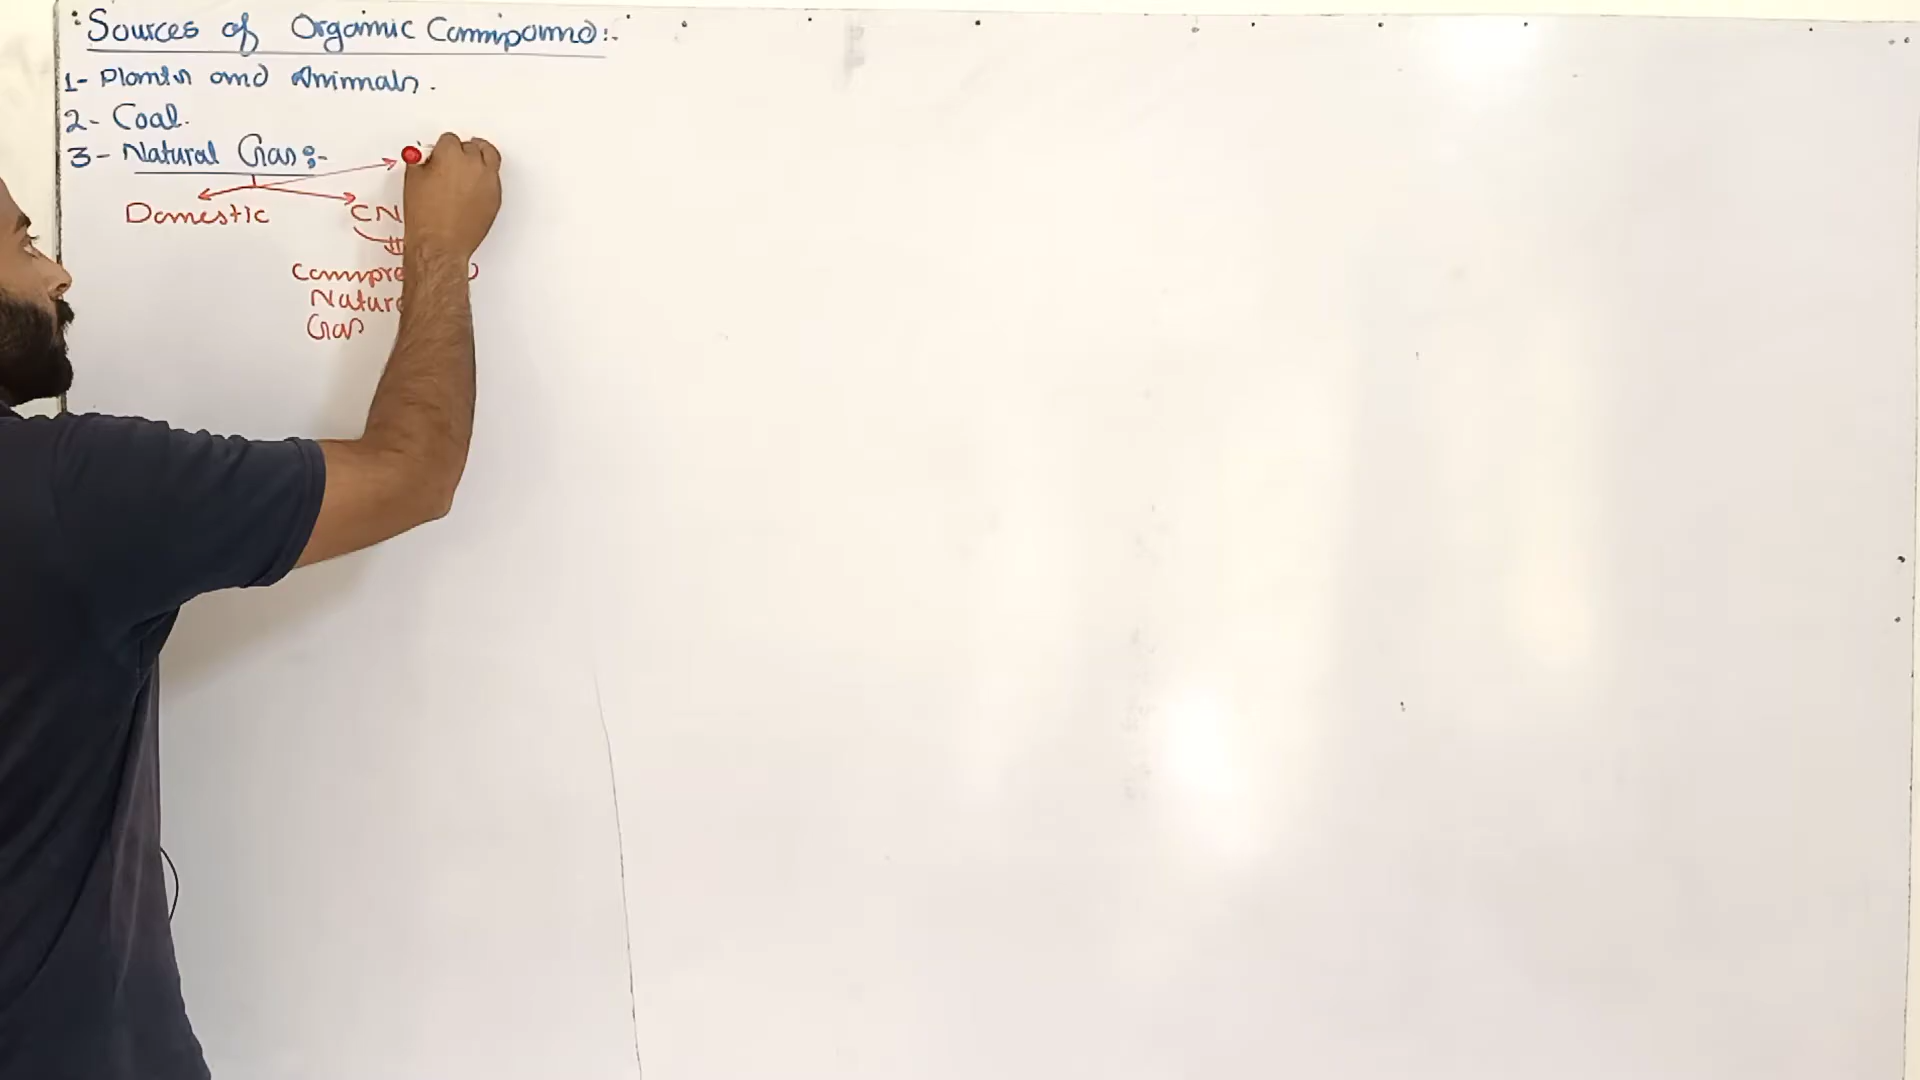 Sources of Organic Compound:-
1- Plants and Animals.
2- Coal.
3- Natural Gas:-
Domestic CN
Compre
Natur
Gas